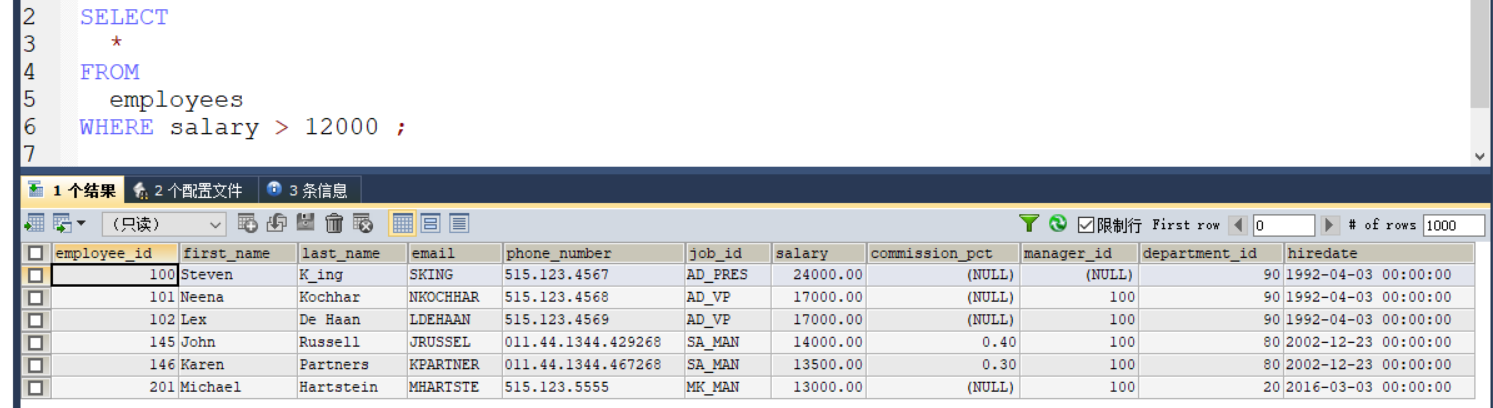 2 SELECT
3 *
4 FROM
5 employees
6 WHERE salary > 12000 ;
7
1 个结果 2 个配置文件 3 条信息
(只读) 限制行 First row 0 # of rows 1000
employee_id first_name last_name email phone_number job_id salary commission_pct manager_id department_id hiredate
100 Steven K_ing SKING 515.123.4567 AD_PRES 24000.00 (NULL) (NULL) 90 1992-04-03 00:00:00
101 Neena Kochhar NKOCHHAR 515.123.4568 AD_VP 17000.00 (NULL) 100 90 1992-04-03 00:00:00
102 Lex De Haan LDEHAAN 515.123.4569 AD_VP 17000.00 (NULL) 100 90 1992-04-03 00:00:00
145 John Russell JRUSSEL 011.44.1344.429268 SA_MAN 14000.00 0.40 100 80 2002-12-23 00:00:00
146 Karen Partners KPARTNER 011.44.1344.467268 SA_MAN 13500.00 0.30 100 80 2002-12-23 00:00:00
201 Michael Hartstein MHARTSTE 515.123.5555 MK_MAN 13000.00 (NULL) 100 20 2016-03-03 00:00:00